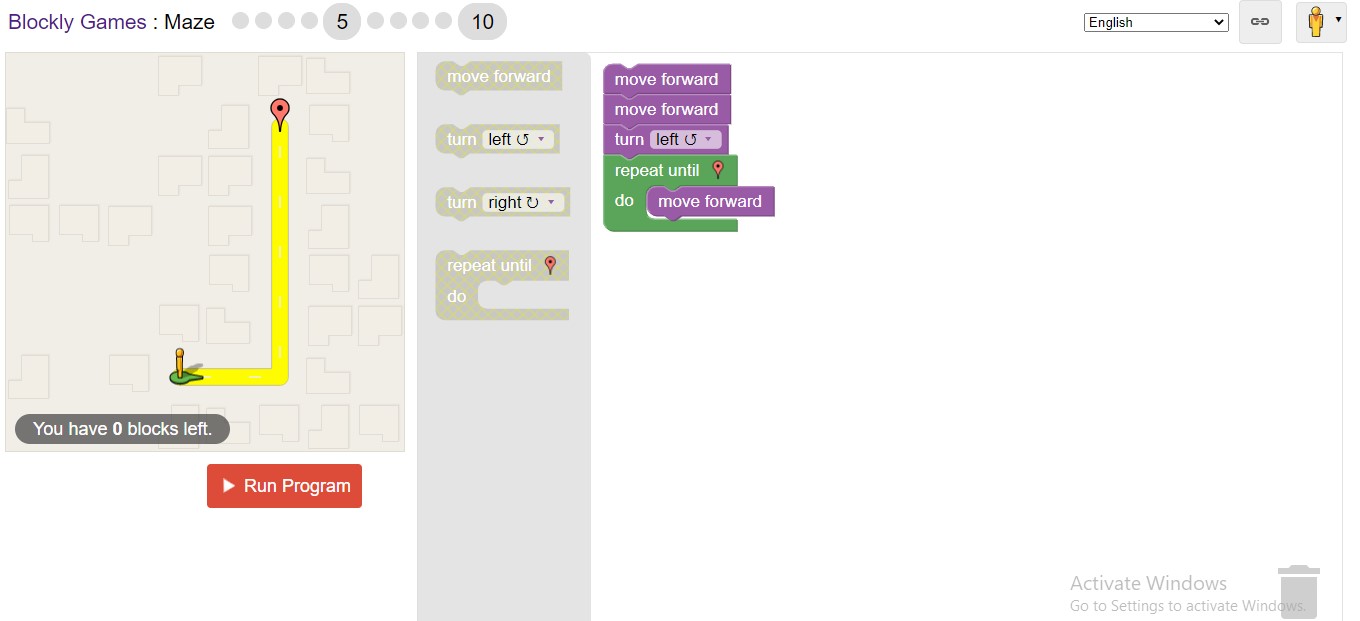 Blockly Games : Maze 5 10 English
move forward
turn left ↺
turn right ↻
repeat until
do
move forward
move forward
turn left ↺
repeat until
do move forward
You have 0 blocks left.
Run Program
Activate Windows
Go to Settings to activate Windows.